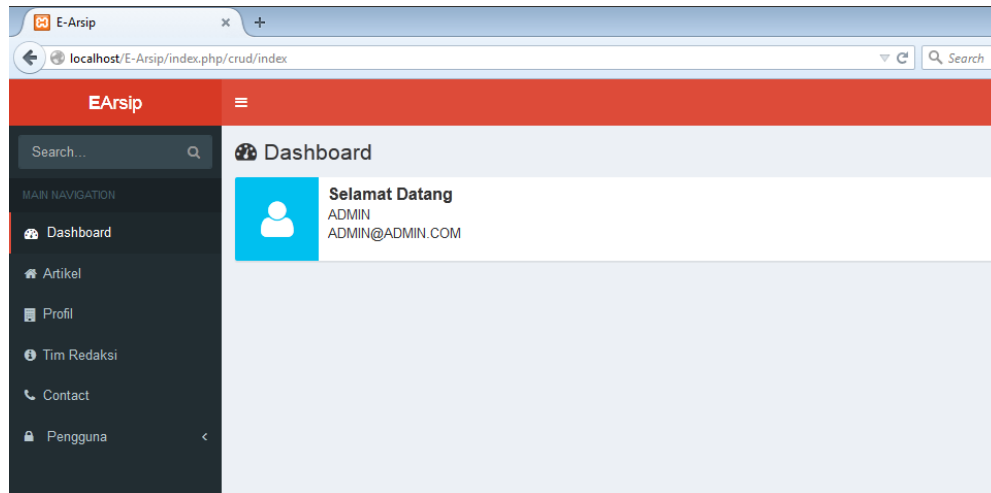 E-Arsip
localhost/E-Arsip/index.php/crud/index
Search
EArsip
Search...
MAIN NAVIGATION
Dashboard
Artikel
Profil
Tim Redaksi
Contact
Pengguna
Dashboard
Selamat Datang
ADMIN
ADMIN@ADMIN.COM